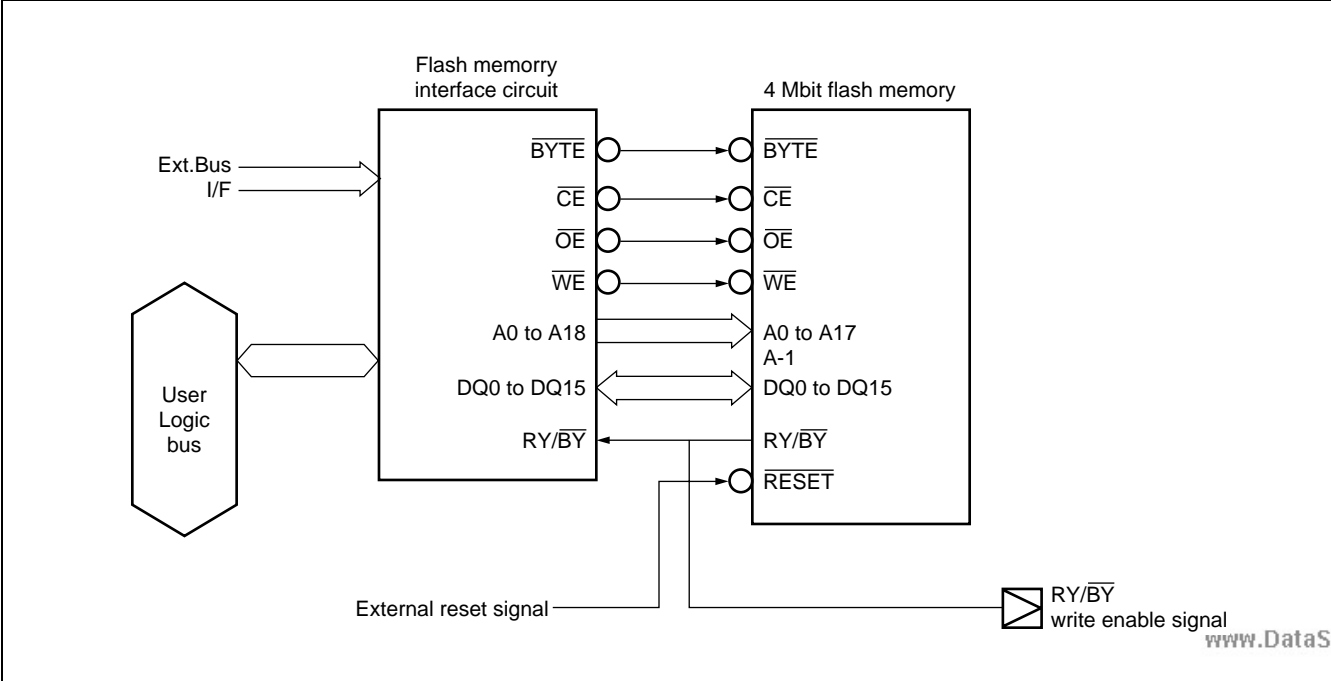 Flash memorry
interface circuit
4 Mbit flash memory
Ext.Bus
I/F
BYTE
BYTE
CE
CE
OE
OE
WE
WE
A0 to A18
A0 to A17
A-1
DQ0 to DQ15
DQ0 to DQ15
User
Logic
bus
RY/BY
RY/BY
RESET
External reset signal
RY/BY
write enable signal
www.DataS